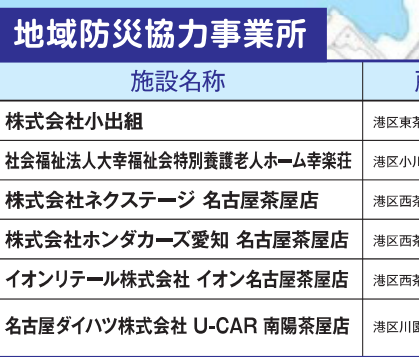 地域防災協力事業所
施設名称
株式会社小出組 港区東茶
社会福祉法人大幸福祉会特別養護老人ホーム幸楽荘 港区小川
株式会社ネクステージ 名古屋茶屋店 港区西茶
株式会社ホンダカーズ愛知 名古屋茶屋店 港区西茶
イオンリテール株式会社 イオン名古屋茶屋店 港区西茶
名古屋ダイハツ株式会社 U-CAR 南陽茶屋店 港区川園